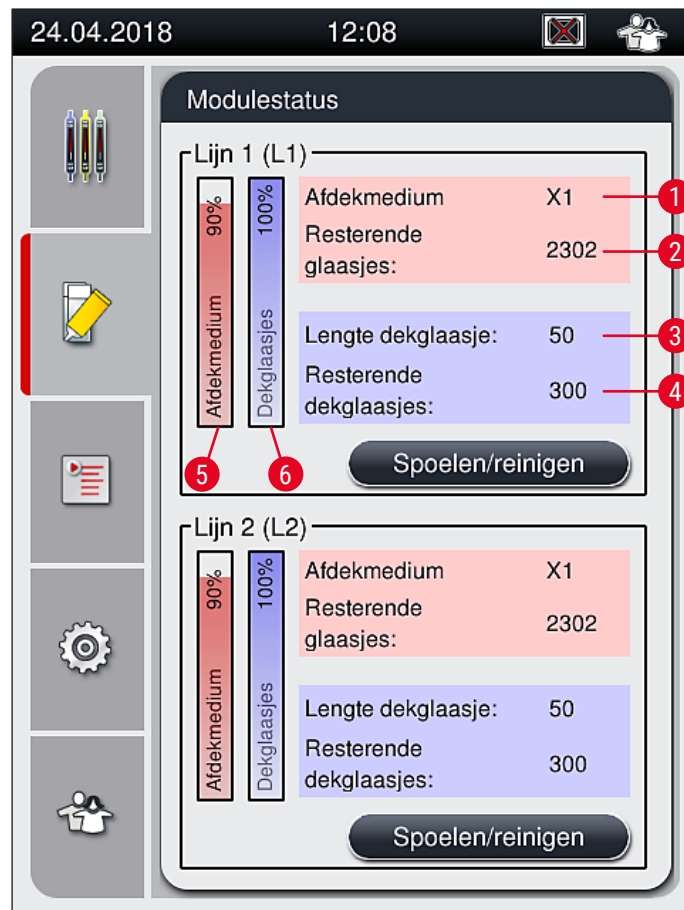 24.04.2018 12:08
Modulestatus
Lijn 1 (L1)
90%
Afdekmedium
100%
Dekglaasjes
Afdekmedium X1 1
Resterende
glaasjes: 2302 2
Lengte dekglaasje: 50 3
Resterende
dekglaasjes: 300 4
5 6
Spoelen/reinigen
Lijn 2 (L2)
90%
Afdekmedium
100%
Dekglaasjes
Afdekmedium X1
Resterende
glaasjes: 2302
Lengte dekglaasje: 50
Resterende
dekglaasjes: 300
Spoelen/reinigen